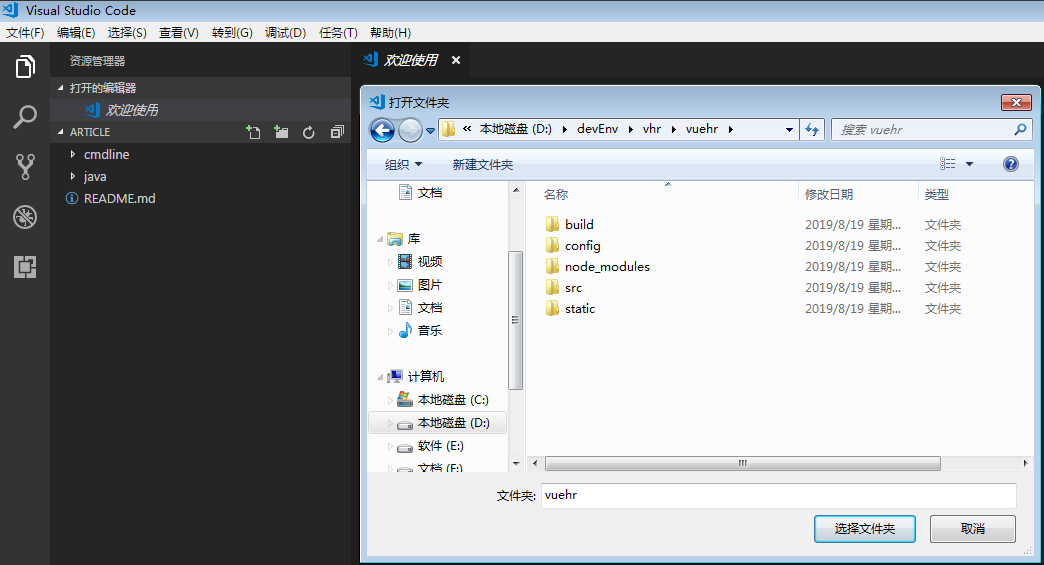 Visual Studio Code
文件(F) 编辑(E) 选择(S) 查看(V) 转到(G) 调试(D) 任务(T) 帮助(H)
资源管理器
打开的编辑器
欢迎使用
ARTICLE
cmdline
java
README.md
欢迎使用
打开文件夹
« 本地磁盘 (D:) devEnv vhr vuehr
搜索 vuehr
组织 新建文件夹
文档
库
视频
图片
文档
音乐
计算机
本地磁盘 (C:)
本地磁盘 (D:)
软件 (E:)
文档 (F:)
名称 修改日期 类型
build 2019/8/19 星期... 文件夹
config 2019/8/19 星期... 文件夹
node_modules 2019/8/19 星期... 文件夹
src 2019/8/19 星期... 文件夹
static 2019/8/19 星期... 文件夹
文件夹: vuehr
选择文件夹 取消